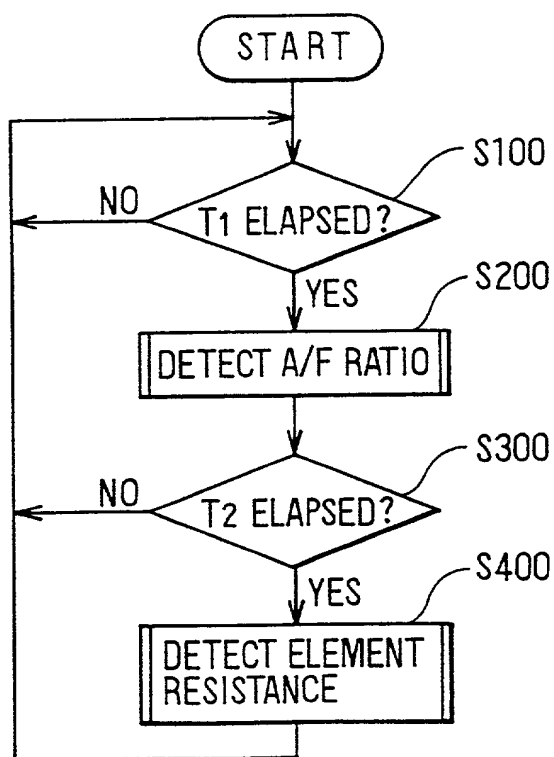 START
S100
NO
T1 ELAPSED?
YES
S200
DETECT A/F RATIO
S300
NO
T2 ELAPSED?
YES
S400
DETECT ELEMENT
RESISTANCE